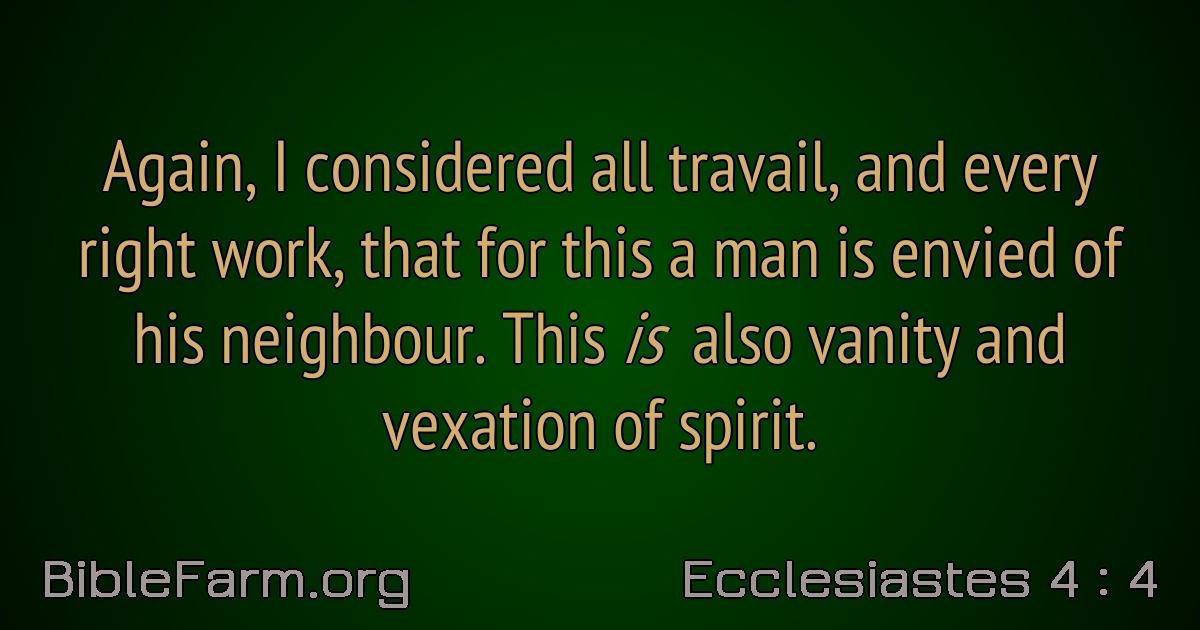 Again, I considered all travail, and every
right work, that for this a man is envied of
his neighbour. This is also vanity and
vexation of spirit.
BibleFarm.org
Ecclesiastes 4 : 4